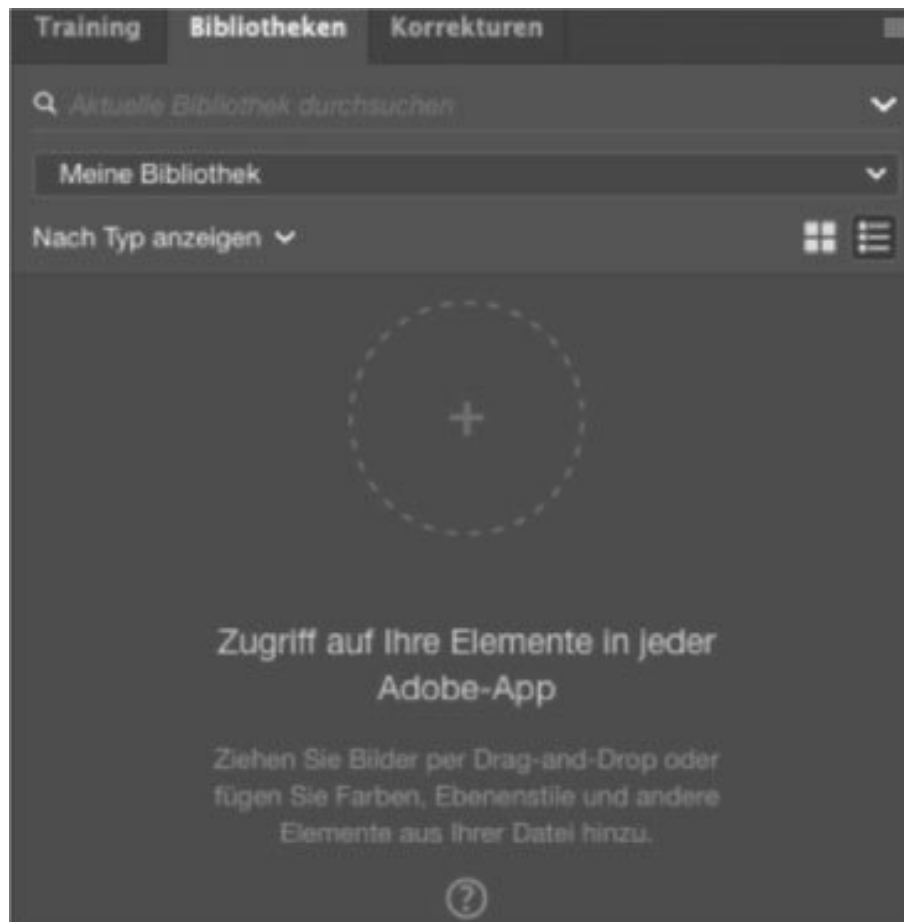 Training Bibliotheken Korrekturen
Aktuelle Bibliothek durchsuchen
Meine Bibliothek
Nach Typ anzeigen
Zugriff auf Ihre Elemente in jeder
Adobe-App
Ziehen Sie Bilder per Drag-and-Drop oder
fügen Sie Farben, Ebenenstile und andere
Elemente aus Ihrer Datei hinzu.
?